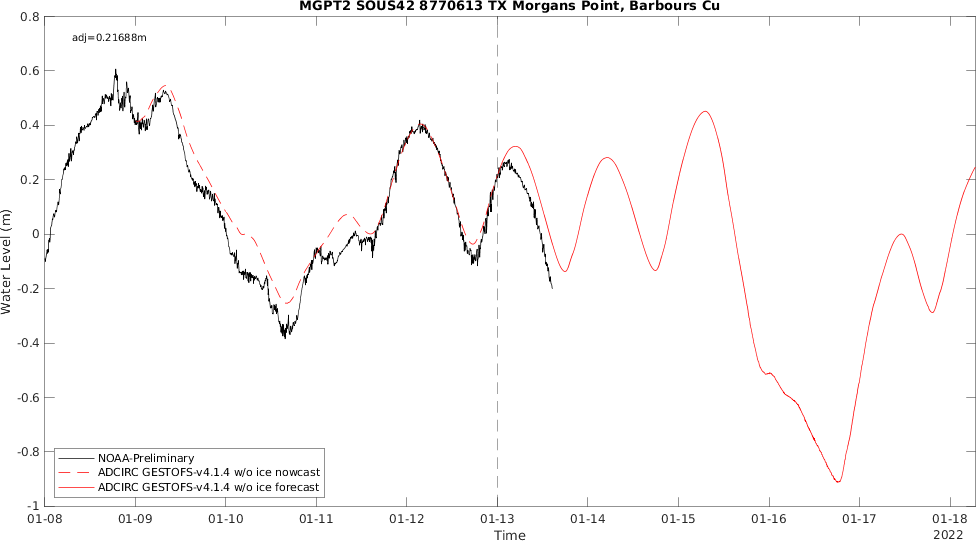 MGPT2 SOUS42 8770613 TX Morgans Point, Barbours Cu
adj=0.21688m
0.8
0.6
0.4
0.2
0
-0.2
-0.4
-0.6
-0.8
-1
Water Level (m)
NOAA-Preliminary
ADCIRC GESTOFS-v4.1.4 w/o ice nowcast
ADCIRC GESTOFS-v4.1.4 w/o ice forecast
01-08 01-09 01-10 01-11 01-12 01-13 01-14 01-15 01-16 01-17 01-18
Time
2022